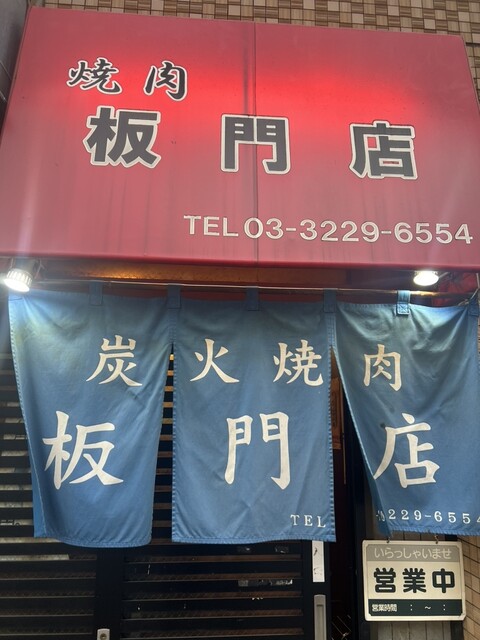 焼肉
板門店
TEL 03-3229-6554
炭火焼肉
板門店
TEL 3229-6554
いらっしゃいませ
営業中
営業時間 : ~ :